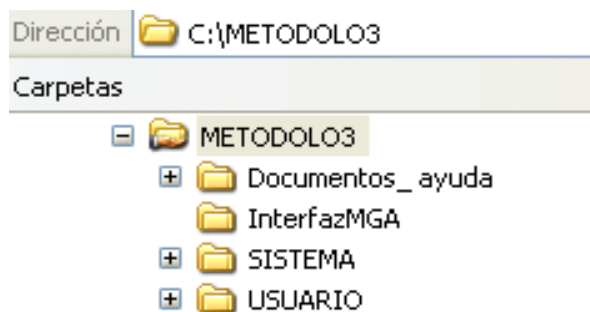 Dirección C:\METODOLO3
Carpetas
METODOLO3
Documentos_ ayuda
InterfazMGA
SISTEMA
USUARIO